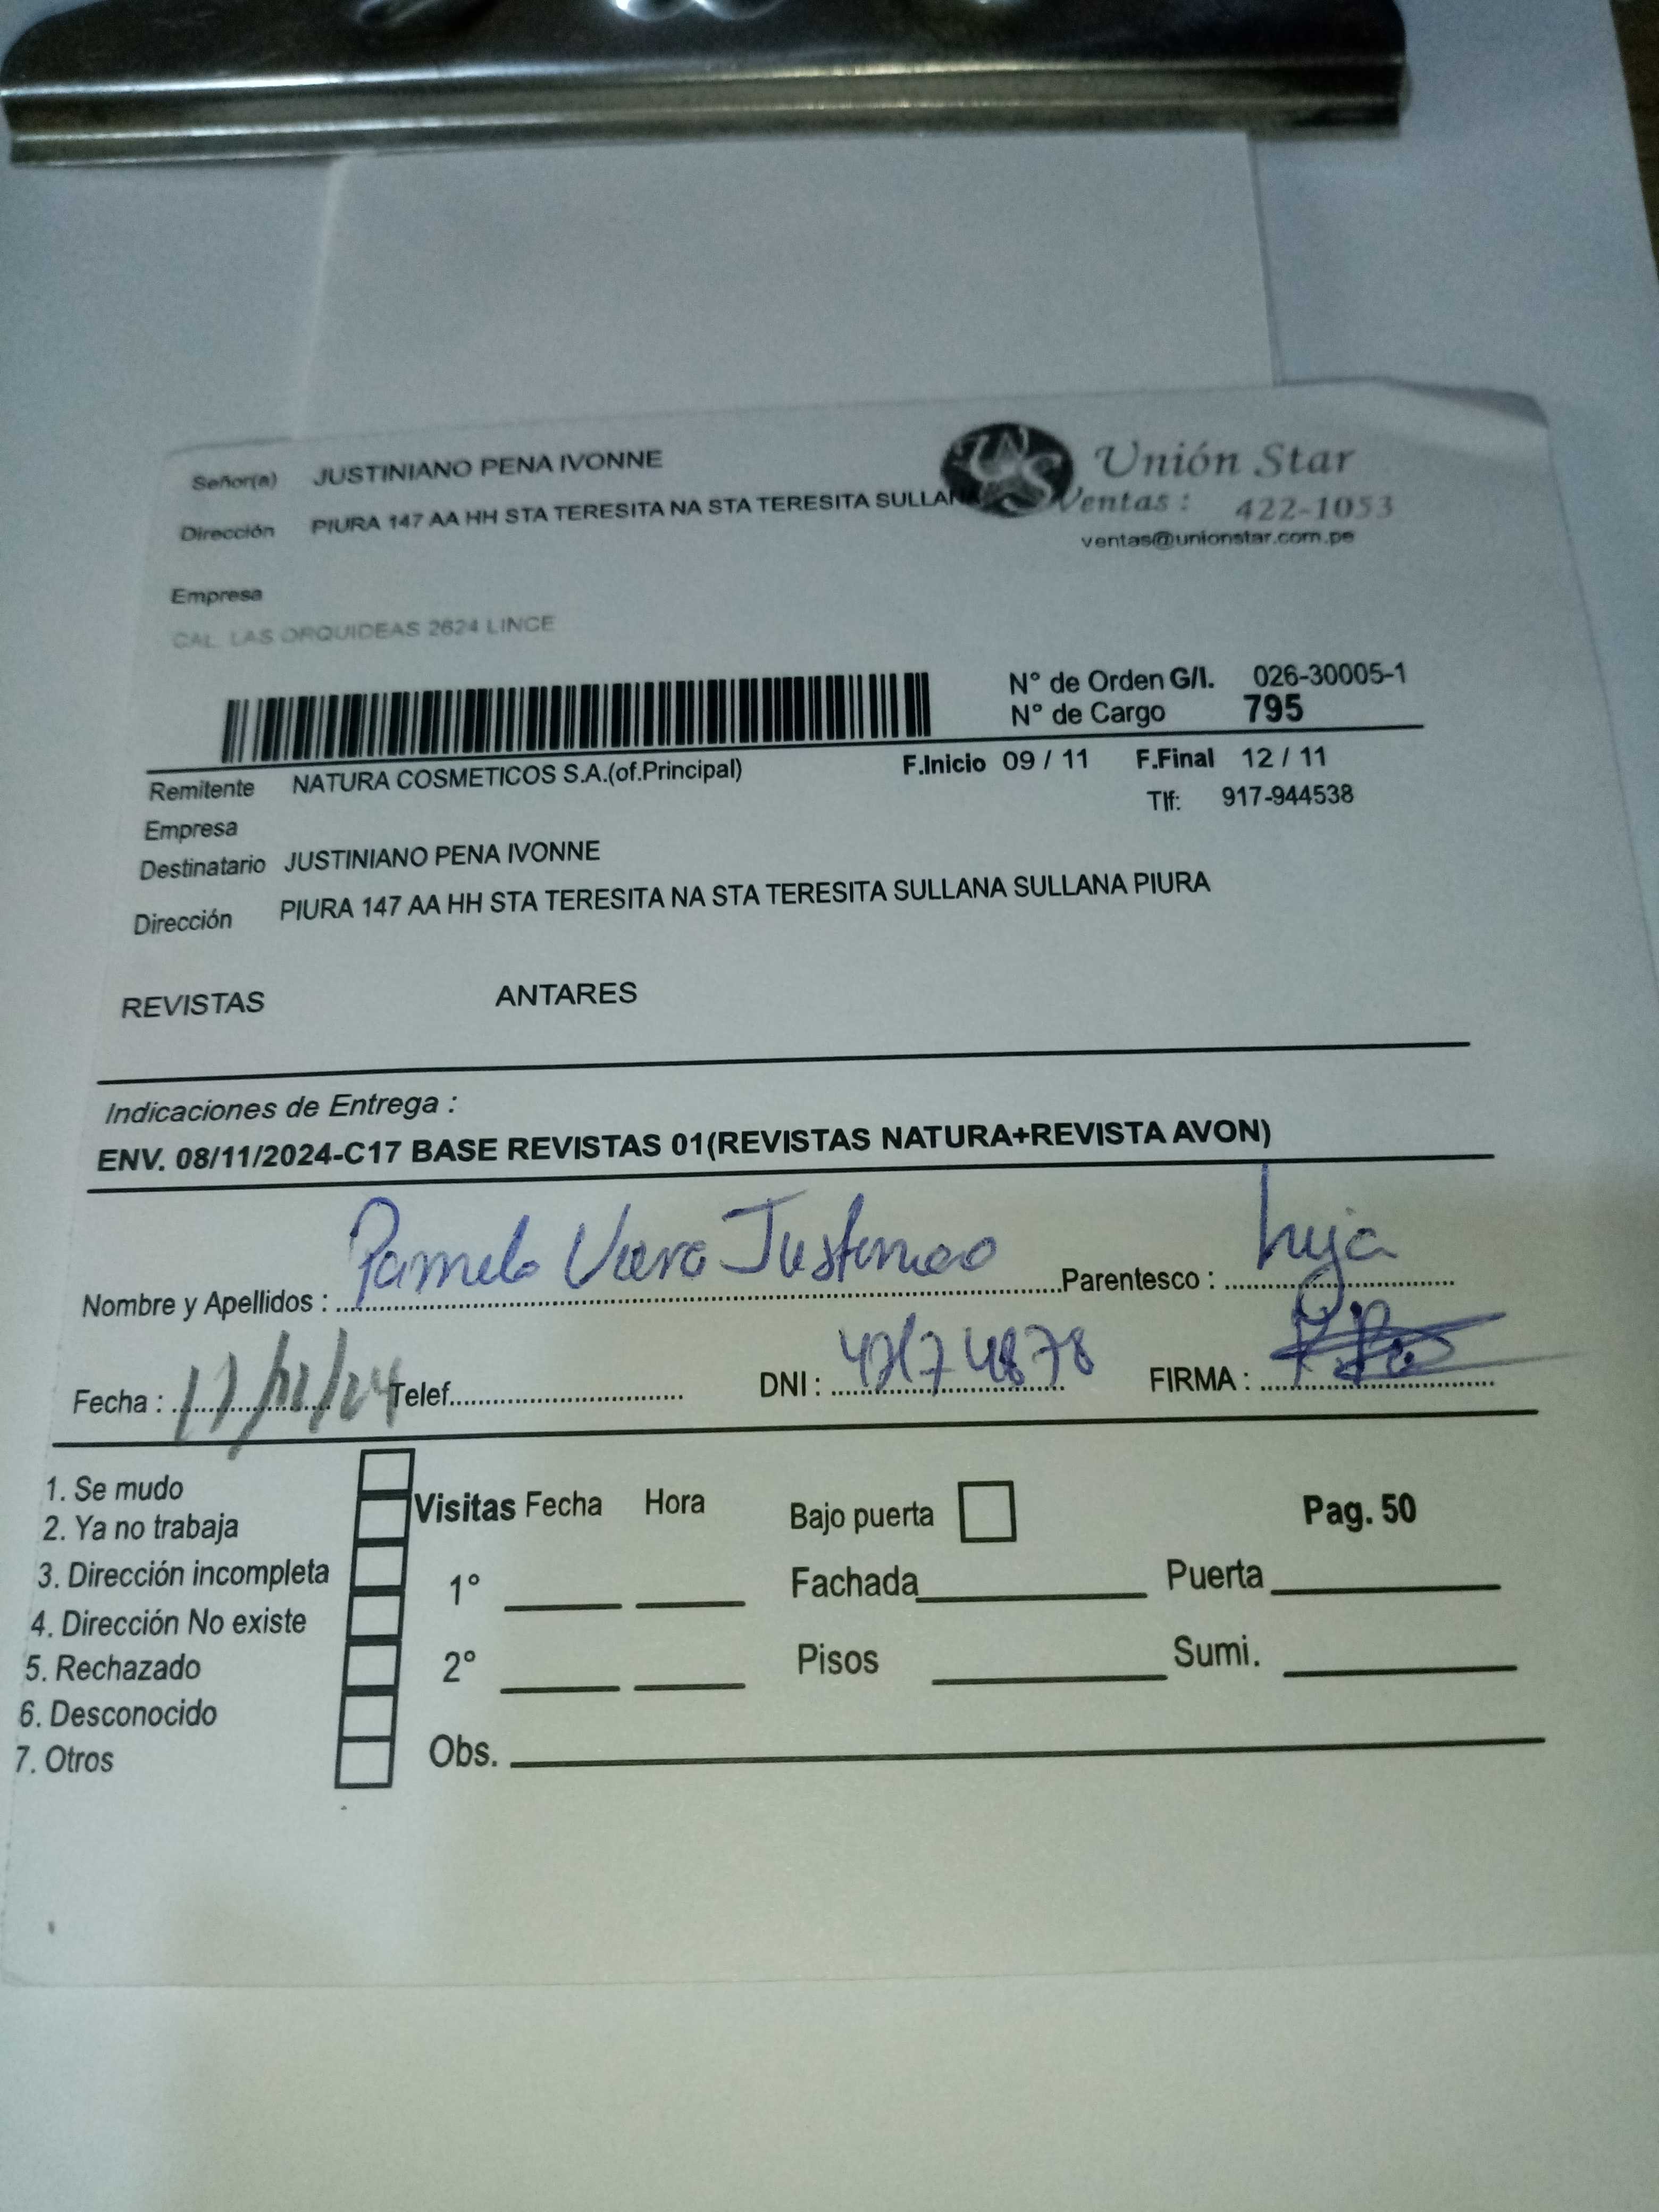 Señor(a) JUSTINIANO PENA IVONNE
Unión Star
Dirección PIURA 147 AA HH STA TERESITA NA STA TERESITA SULLANA
Ventas : 422-1053
ventas@unionstar.com.pe
Empresa
CAL. LAS ORQUIDEAS 2624 LINCE
N° de Orden G/I. 026-30005-1
N° de Cargo 795
Remitente NATURA COSMETICOS S.A.(of.Principal) F.Inicio 09 / 11 F.Final 12 / 11
Tlf: 917-944538
Empresa
Destinatario JUSTINIANO PENA IVONNE
Dirección PIURA 147 AA HH STA TERESITA NA STA TERESITA SULLANA SULLANA PIURA
REVISTAS ANTARES
Indicaciones de Entrega :
ENV. 08/11/2024-C17 BASE REVISTAS 01(REVISTAS NATURA+REVISTA AVON)
Nombre y Apellidos : Pamela Justiniano Parentesco : hija
Fecha : Telef. DNI : FIRMA :
1. Se mudo
2. Ya no trabaja
3. Dirección incompleta
4. Dirección No existe
5. Rechazado
6. Desconocido
7. Otros
Visitas Fecha Hora Bajo puerta Pag. 50
1° Fachada Puerta
2° Pisos Sumi.
Obs.